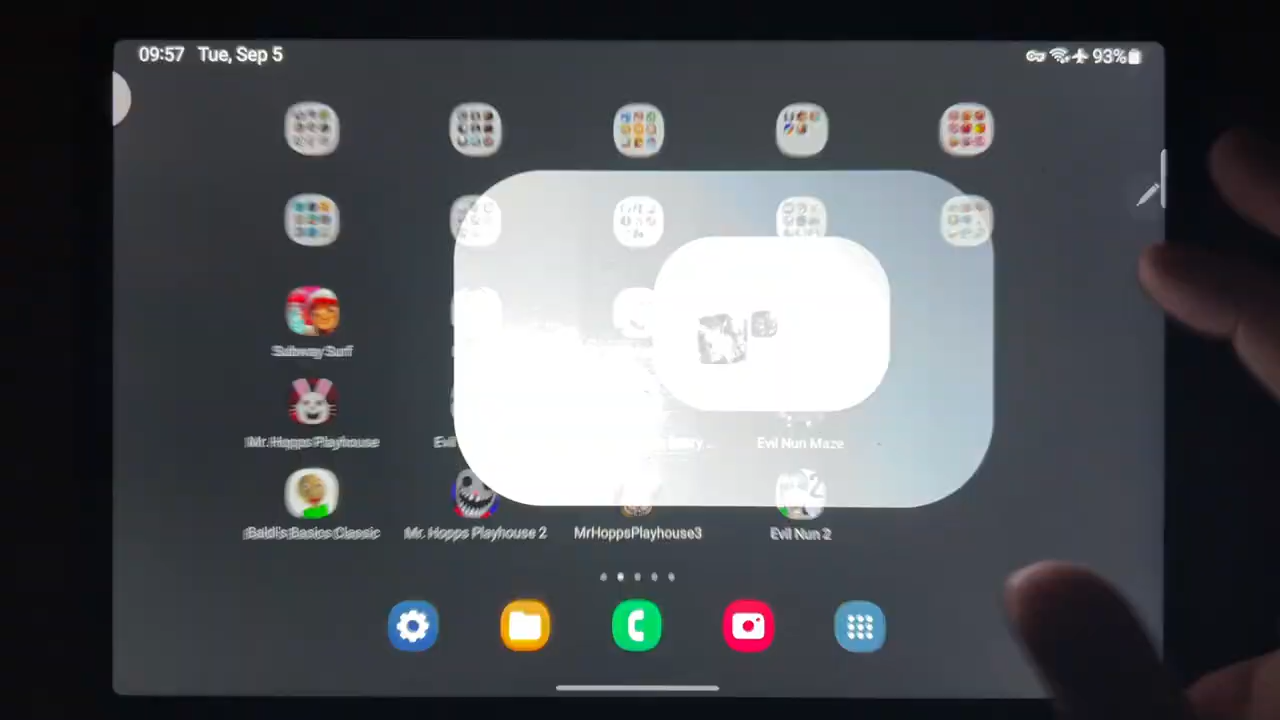 09:57 Tue, Sep 5
93%
Subway Surf
Mr. Hopps Playhouse
Evil
Evil Nun Maze
Baldi's Basics Classic
Mr. Hopps Playhouse 2
MrHoppsPlayhouse3
Evil Nun 2